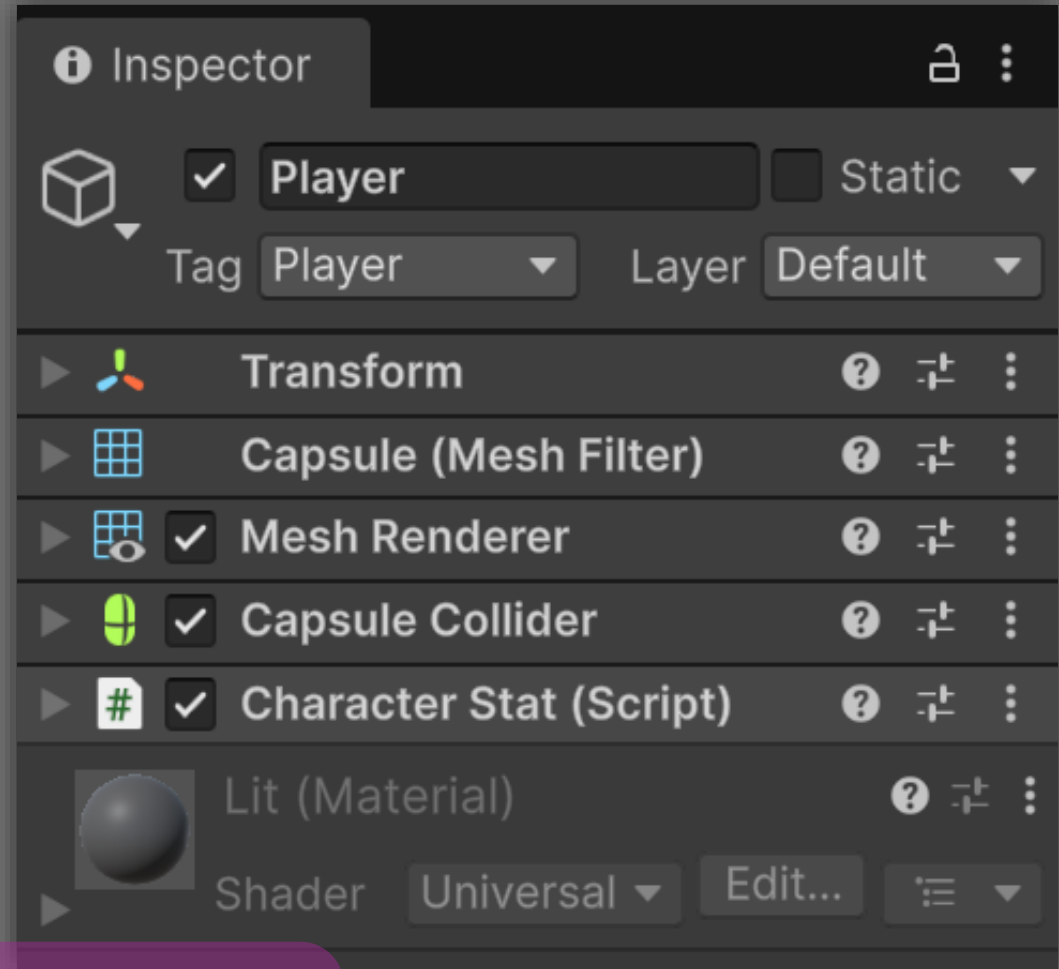 Inspector
Player Static
Tag Player Layer Default
Transform
Capsule (Mesh Filter)
Mesh Renderer
Capsule Collider
# Character Stat (Script)
Lit (Material)
Shader Universal Edit...